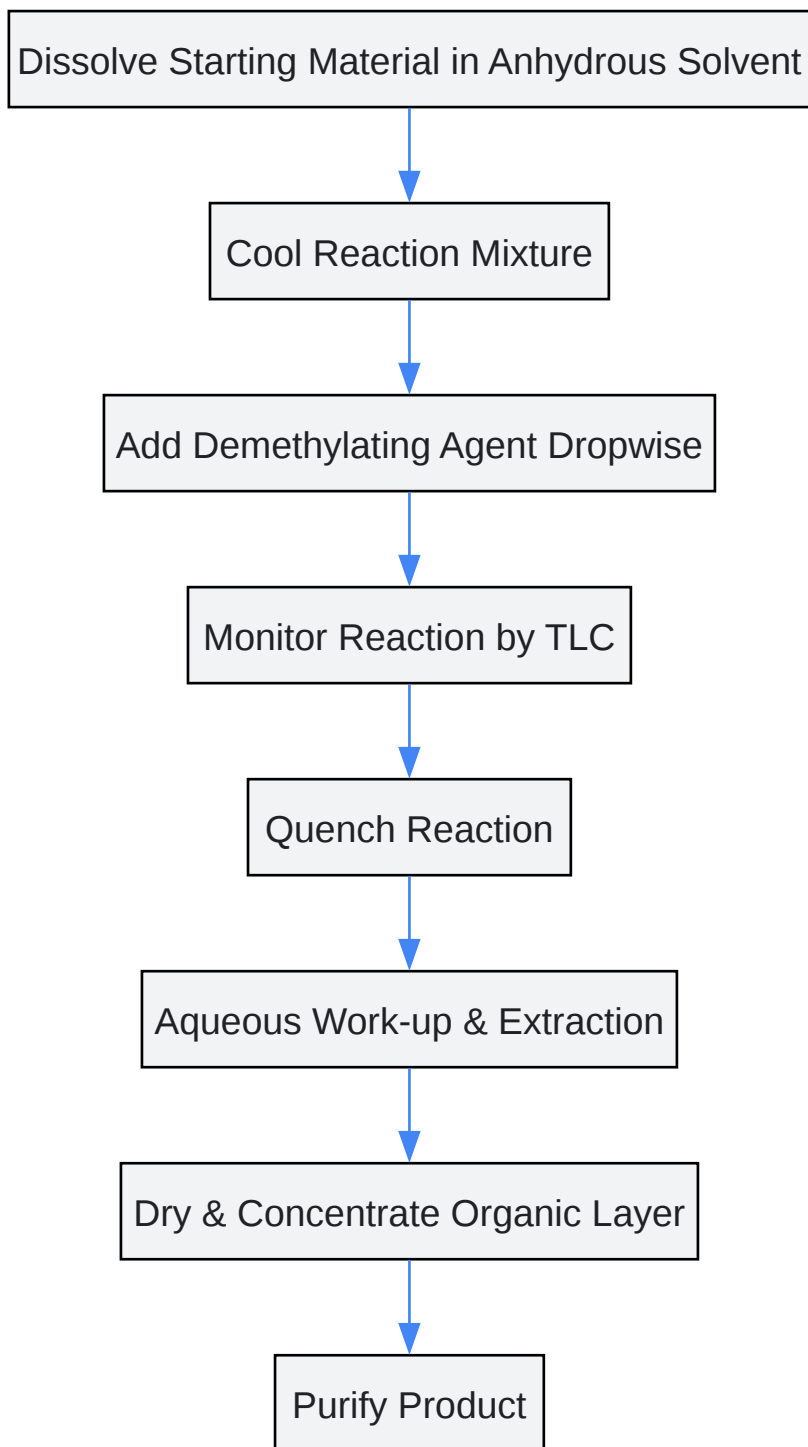 Dissolve Starting Material in Anhydrous Solvent
Cool Reaction Mixture
Add Demethylating Agent Dropwise
Monitor Reaction by TLC
Quench Reaction
Aqueous Work-up & Extraction
Dry & Concentrate Organic Layer
Purify Product